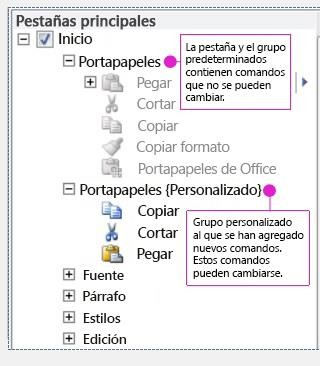 Pestañas principales
Inicio
Portapapeles
Pegar
Cortar
Copiar
Copiar formato
Portapapeles de Office
La pestaña y el grupo
predeterminados
contienen comandos
que no se pueden
cambiar.
Portapapeles {Personalizado}
Copiar
Cortar
Pegar
Grupo personalizado
al que se han agregado
nuevos comandos.
Estos comandos
pueden cambiarse.
Fuente
Párrafo
Estilos
Edición